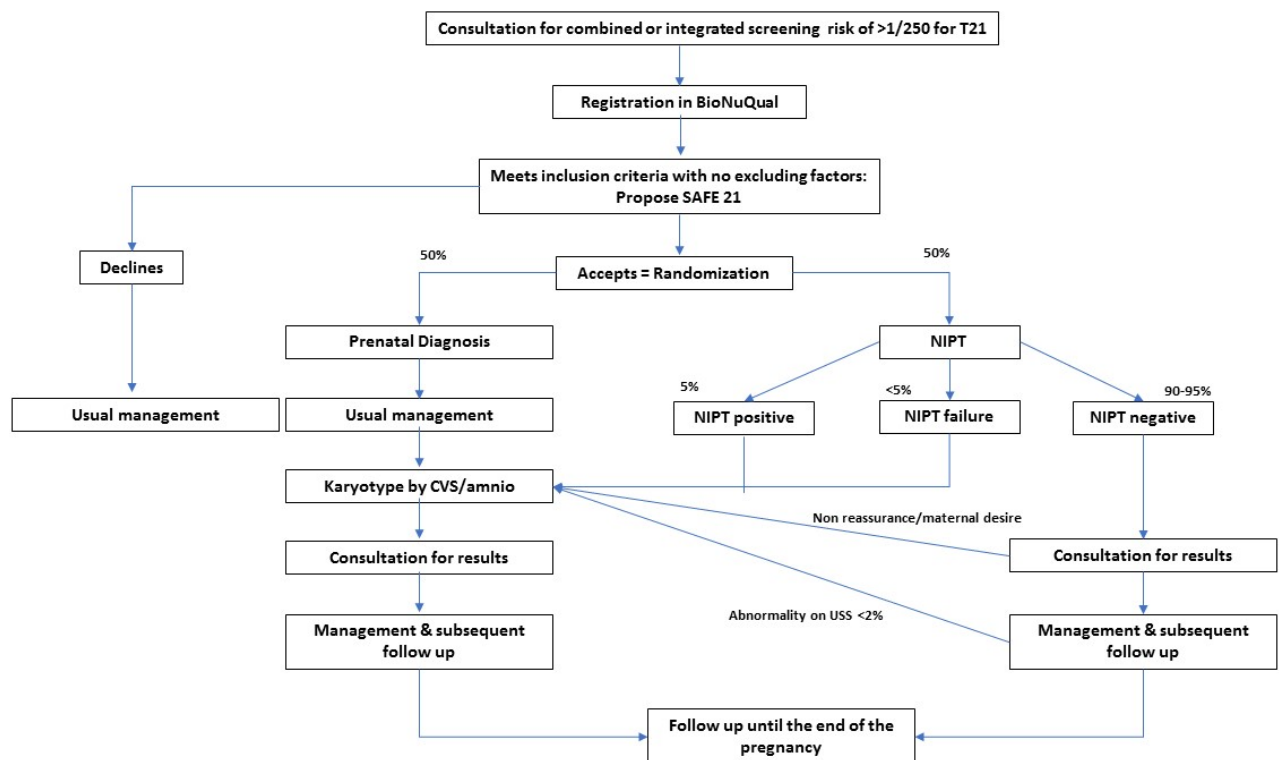 Consultation for combined or integrated screening risk of >1/250 for T21
Registration in BioNuQual
Meets inclusion criteria with no excluding factors:
Propose SAFE 21
50%
50%
Declines
Accepts = Randomization
Prenatal Diagnosis
NIPT
5%
<5%
90-95%
Usual management
Usual management
NIPT positive
NIPT failure
NIPT negative
Karyotype by CVS/amnio
Non reassurance/maternal desire
Consultation for results
Consultation for results
Abnormality on USS <2%
Management & subsequent
follow up
Management & subsequent
follow up
Follow up until the end of the
pregnancy